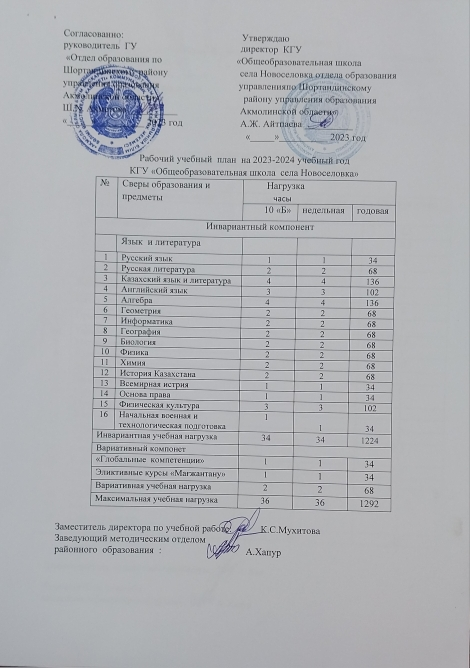 Согласованно:
руководитель ГУ
«Отдел образования по
Шортандинскому району
управления образования
Акмолинской области»
2023 год
Утверждаю
директор КГУ
«Общеобразовательная школа
села Новоселовка отдела образования
управленияпо Шортандинскому
району управления образования
Акмолинской области»
А.Ж. Айтпаева
«_____» __________ 2023 год
Рабочий учебный план на 2023-2024 учебный год
КГУ «Общеобразовательная школа села Новоселовка»
№ Сверы образования и предметы Нагрузка
часы
10 «Б» недельная годовая
Инвариантный компонент
Язык и литература
1 Русский язык 1 1 34
2 Русская литература 2 2 68
3 Казахский язык и литература 4 4 136
4 Английский язык 3 3 102
5 Алгебра 4 4 136
6 Геометрия 2 2 68
7 Информатика 2 2 68
8 География 2 2 68
9 Биология 2 2 68
10 Физика 2 2 68
11 Химия 2 2 68
12 История Казахстана 2 2 68
13 Всемирная истрия 1 1 34
14 Основа права 1 1 34
15 Физическая культура 3 3 102
16 Начальная военная и 1
технологическая подготовка 1 34
Инвариантная учебная нагрузка 34 34 1224
Вариативный компонет
«Глобальные компетенции» 1 1 34
Эликтивные курсы «Магжантану» 1 1 34
Вариативная учебная нагрузка 2 2 68
Максимальная учебная нагрузка 36 36 1292
Заместитель директора по учебной работе: К.С.Мухитова
Заведующий методическим отделом
районного образования : А.Хапур